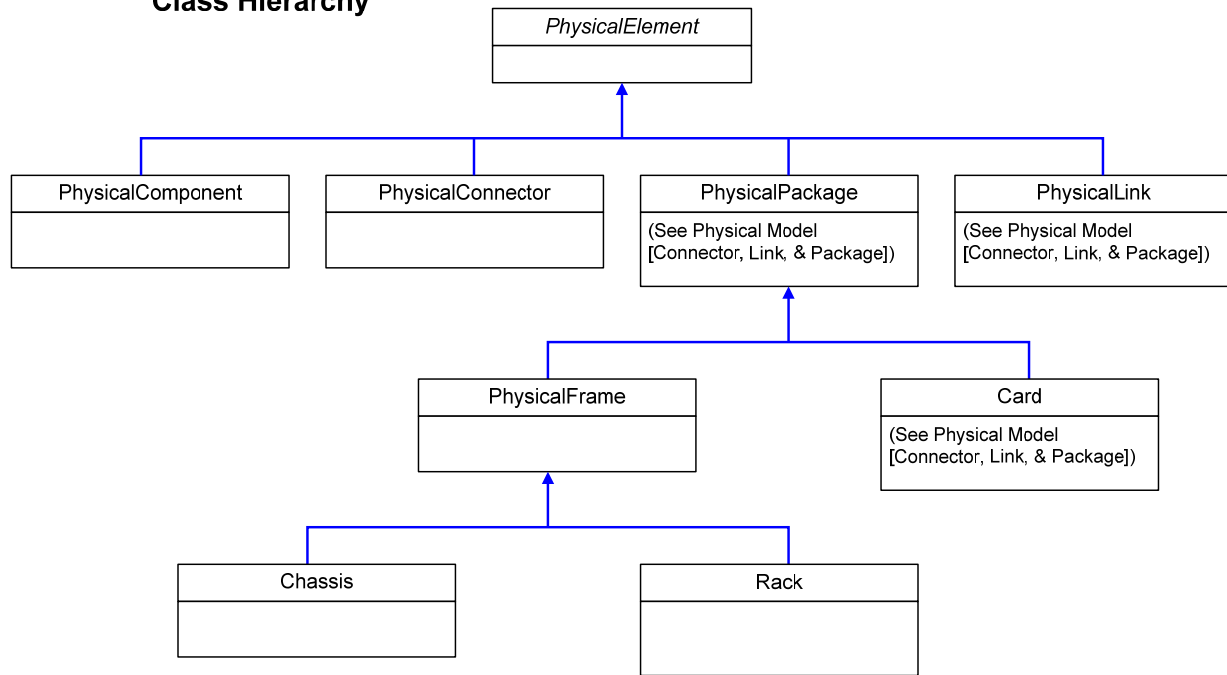 Class Hierarchy
PhysicalElement
PhysicalComponent
PhysicalConnector
PhysicalPackage
(See Physical Model
[Connector, Link, & Package])
PhysicalLink
(See Physical Model
[Connector, Link, & Package])
PhysicalFrame
Card
(See Physical Model
[Connector, Link, & Package])
Chassis
Rack